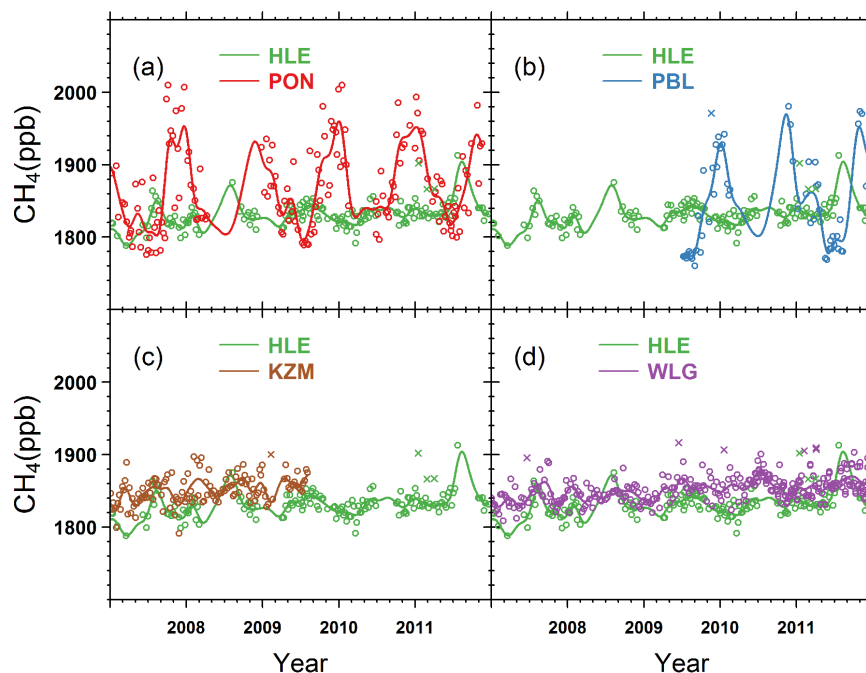 (a)
HLE
PON
(b)
HLE
PBL
2000
1900
1800
CH4(ppb)
(c)
HLE
KZM
(d)
HLE
WLG
2000
1900
1800
CH4(ppb)
2008
2009
2010
2011
2008
2009
2010
2011
Year
Year